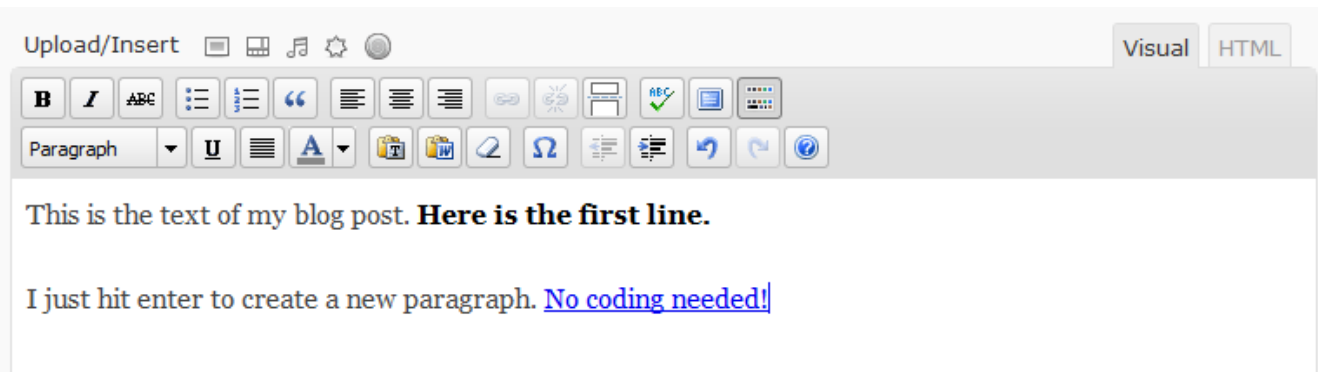 Upload/Insert Visual HTML
B I ABC ABC
Paragraph U A T W Ω
This is the text of my blog post. Here is the first line.
I just hit enter to create a new paragraph. No coding needed!